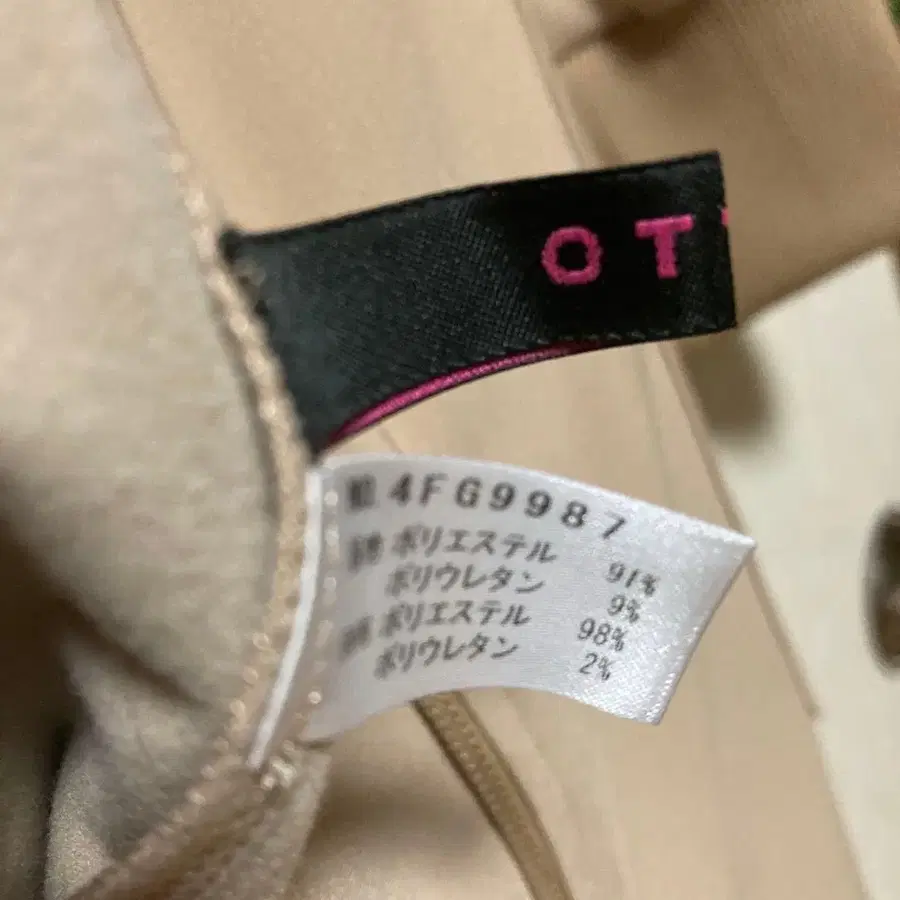 OT
NO. 4FG9987
ポリエステル 91%
ポリウレタン 9%
ポリエステル 98%
ポリウレタン 2%